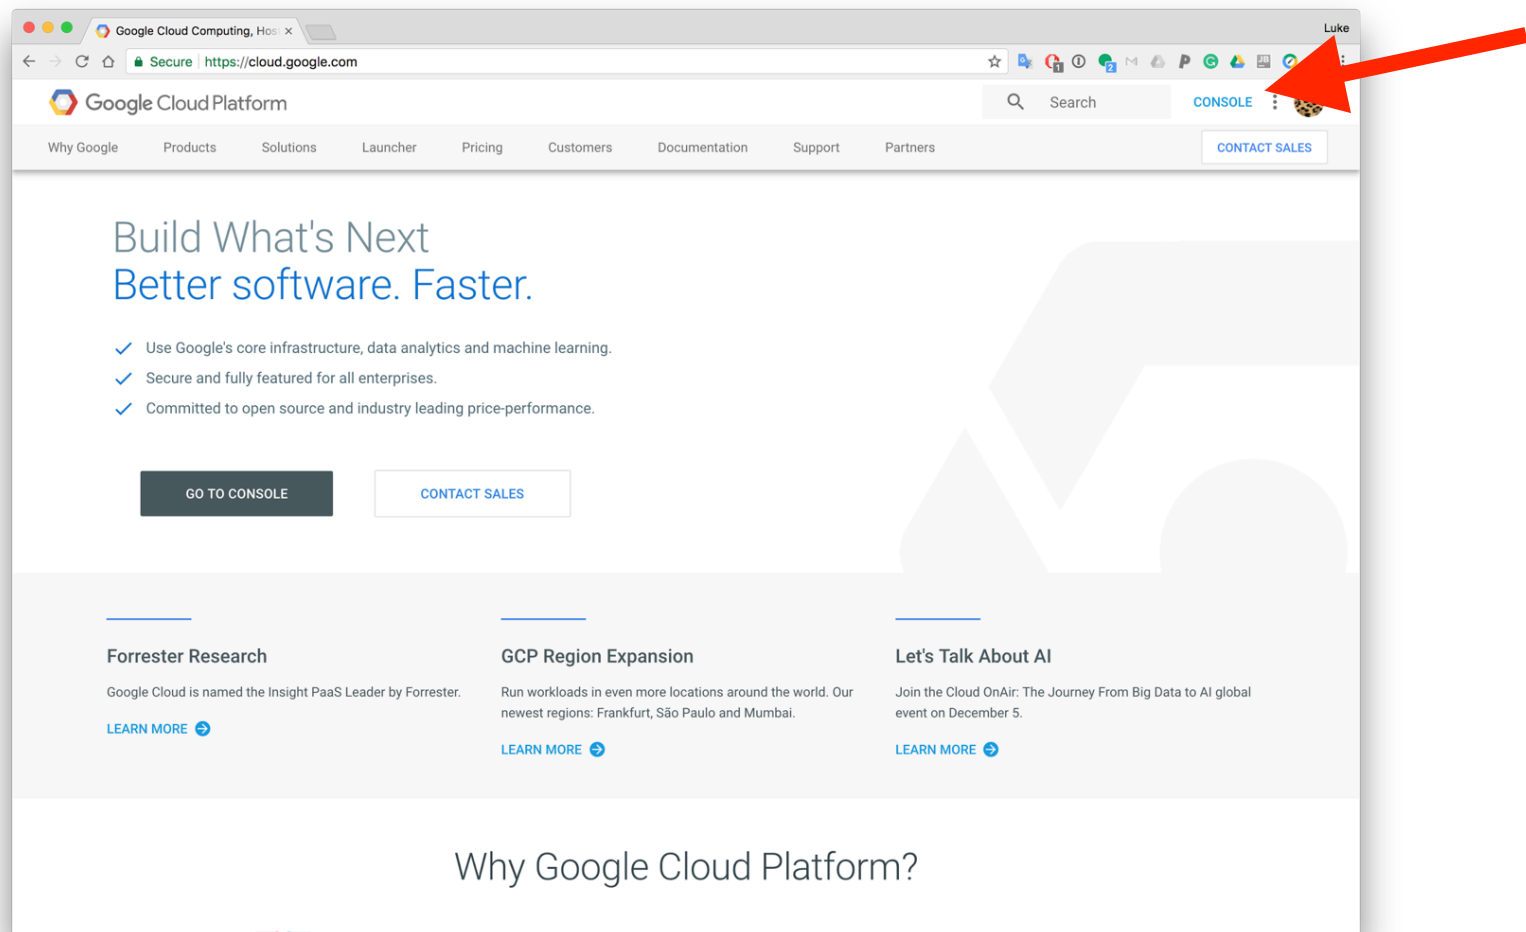 Google Cloud Computing, Hos
Luke
Secure https://cloud.google.com
Google Cloud Platform
Search
CONSOLE
Why Google Products Solutions Launcher Pricing Customers Documentation Support Partners
CONTACT SALES
Build What's Next
Better software. Faster.
Use Google's core infrastructure, data analytics and machine learning.
Secure and fully featured for all enterprises.
Committed to open source and industry leading price-performance.
GO TO CONSOLE
CONTACT SALES
Forrester Research
Google Cloud is named the Insight PaaS Leader by Forrester.
LEARN MORE
GCP Region Expansion
Run workloads in even more locations around the world. Our
newest regions: Frankfurt, São Paulo and Mumbai.
LEARN MORE
Let's Talk About AI
Join the Cloud OnAir: The Journey From Big Data to AI global
event on December 5.
LEARN MORE
Why Google Cloud Platform?